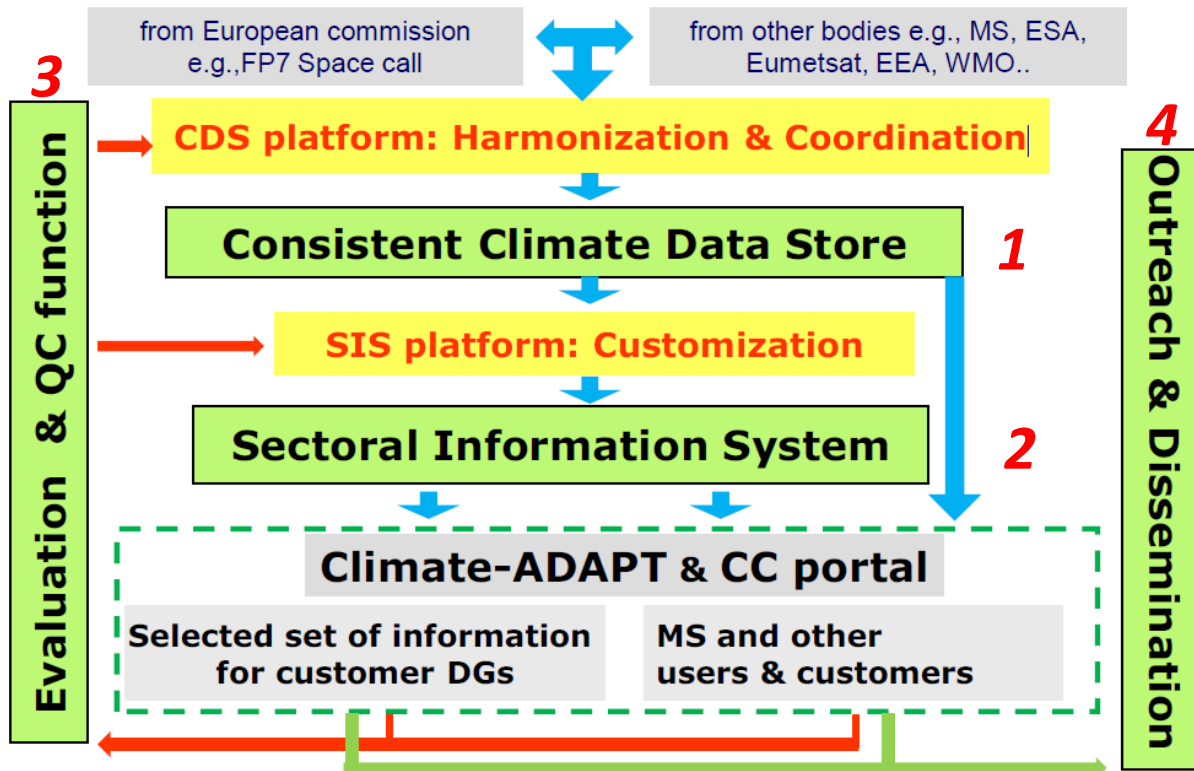 from European commission
e.g.,FP7 Space call
from other bodies e.g., MS, ESA,
Eumetsat, EEA, WMO..
3
Evaluation & QC function
CDS platform: Harmonization & Coordination
4
Outreach & Dissemination
Consistent Climate Data Store
1
SIS platform: Customization
Sectoral Information System
2
Climate-ADAPT & CC portal
Selected set of information
for customer DGs
MS and other
users & customers